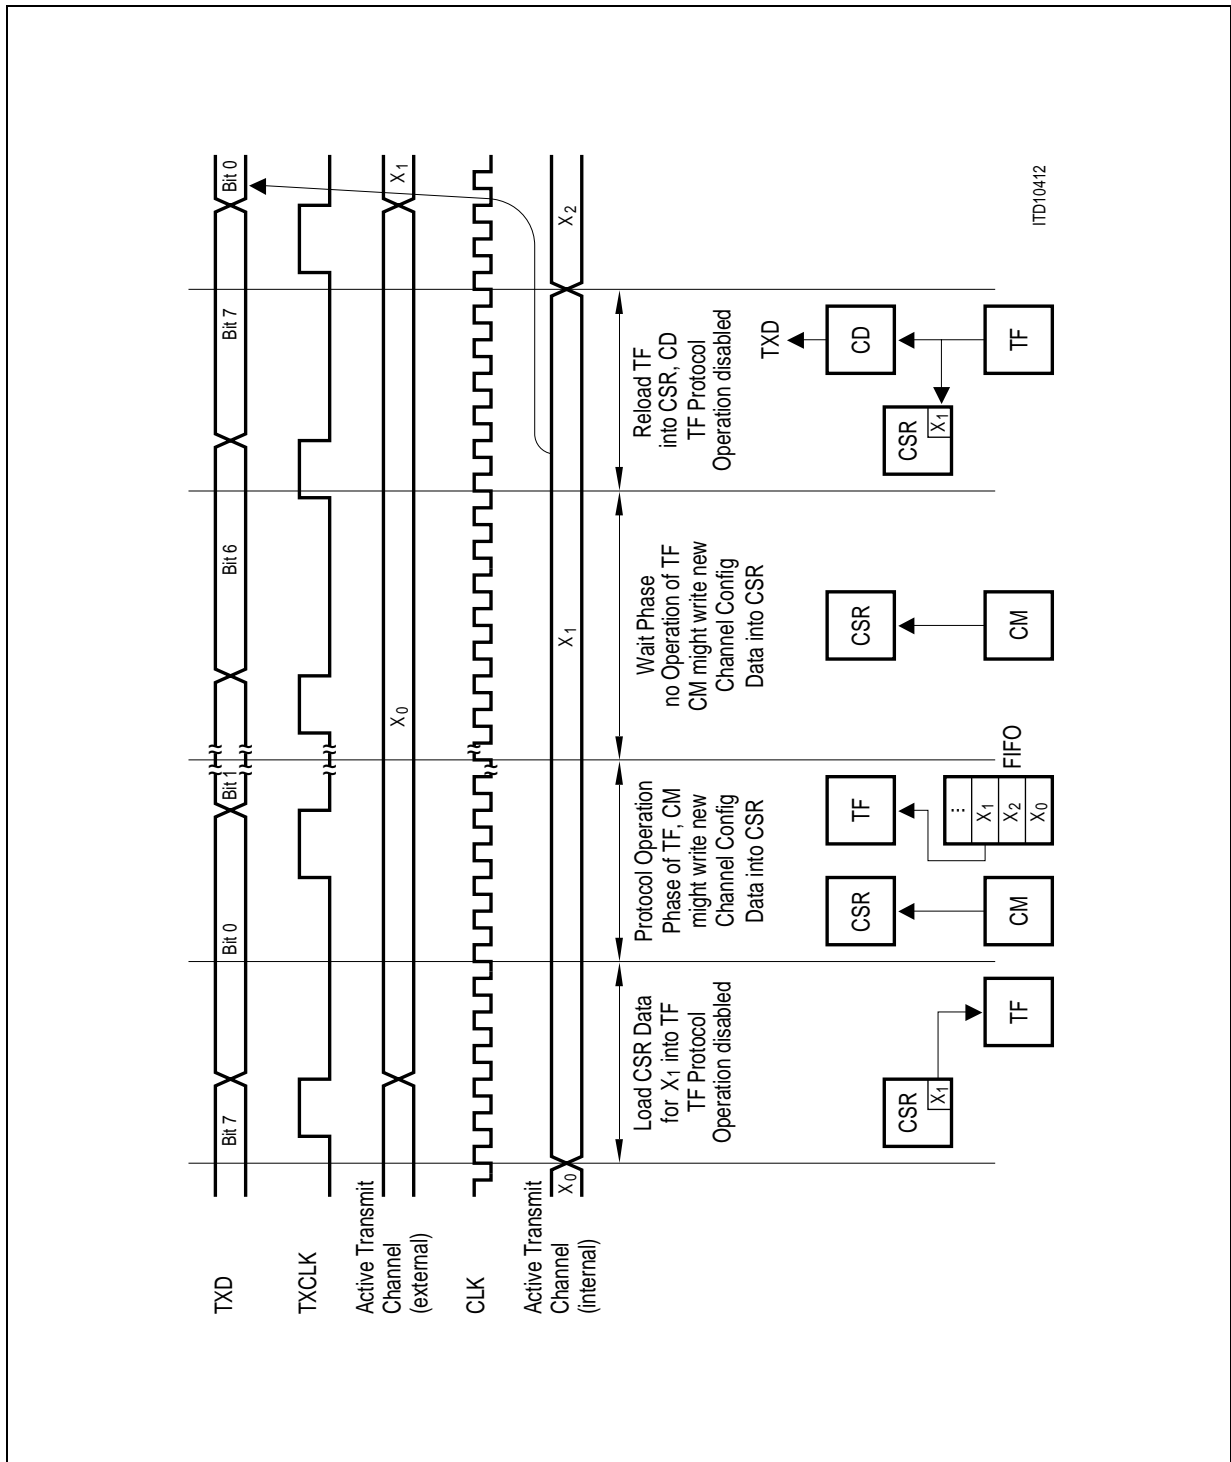 TXD
Bit 7
Bit 0
Bit 1
Bit 6
Bit 7
Bit 0
TXCLK
Active Transmit
Channel
(external)
X0
X1
CLK
Active Transmit
Channel
(internal)
X0
X1
X2
Load CSR Data
for X1 into TF
TF Protocol
Operation disabled
Protocol Operation
Phase of TF, CM
might write new
Channel Config
Data into CSR
Wait Phase
no Operation of TF
CM might write new
Channel Config
Data into CSR
Reload TF
into CSR, CD
TF Protocol
Operation disabled
CSR
X1
TF
CSR
CM
TF
FIFO
...
X1
X2
X0
CSR
CM
TXD
CD
CSR
X1
TF
ITD10412